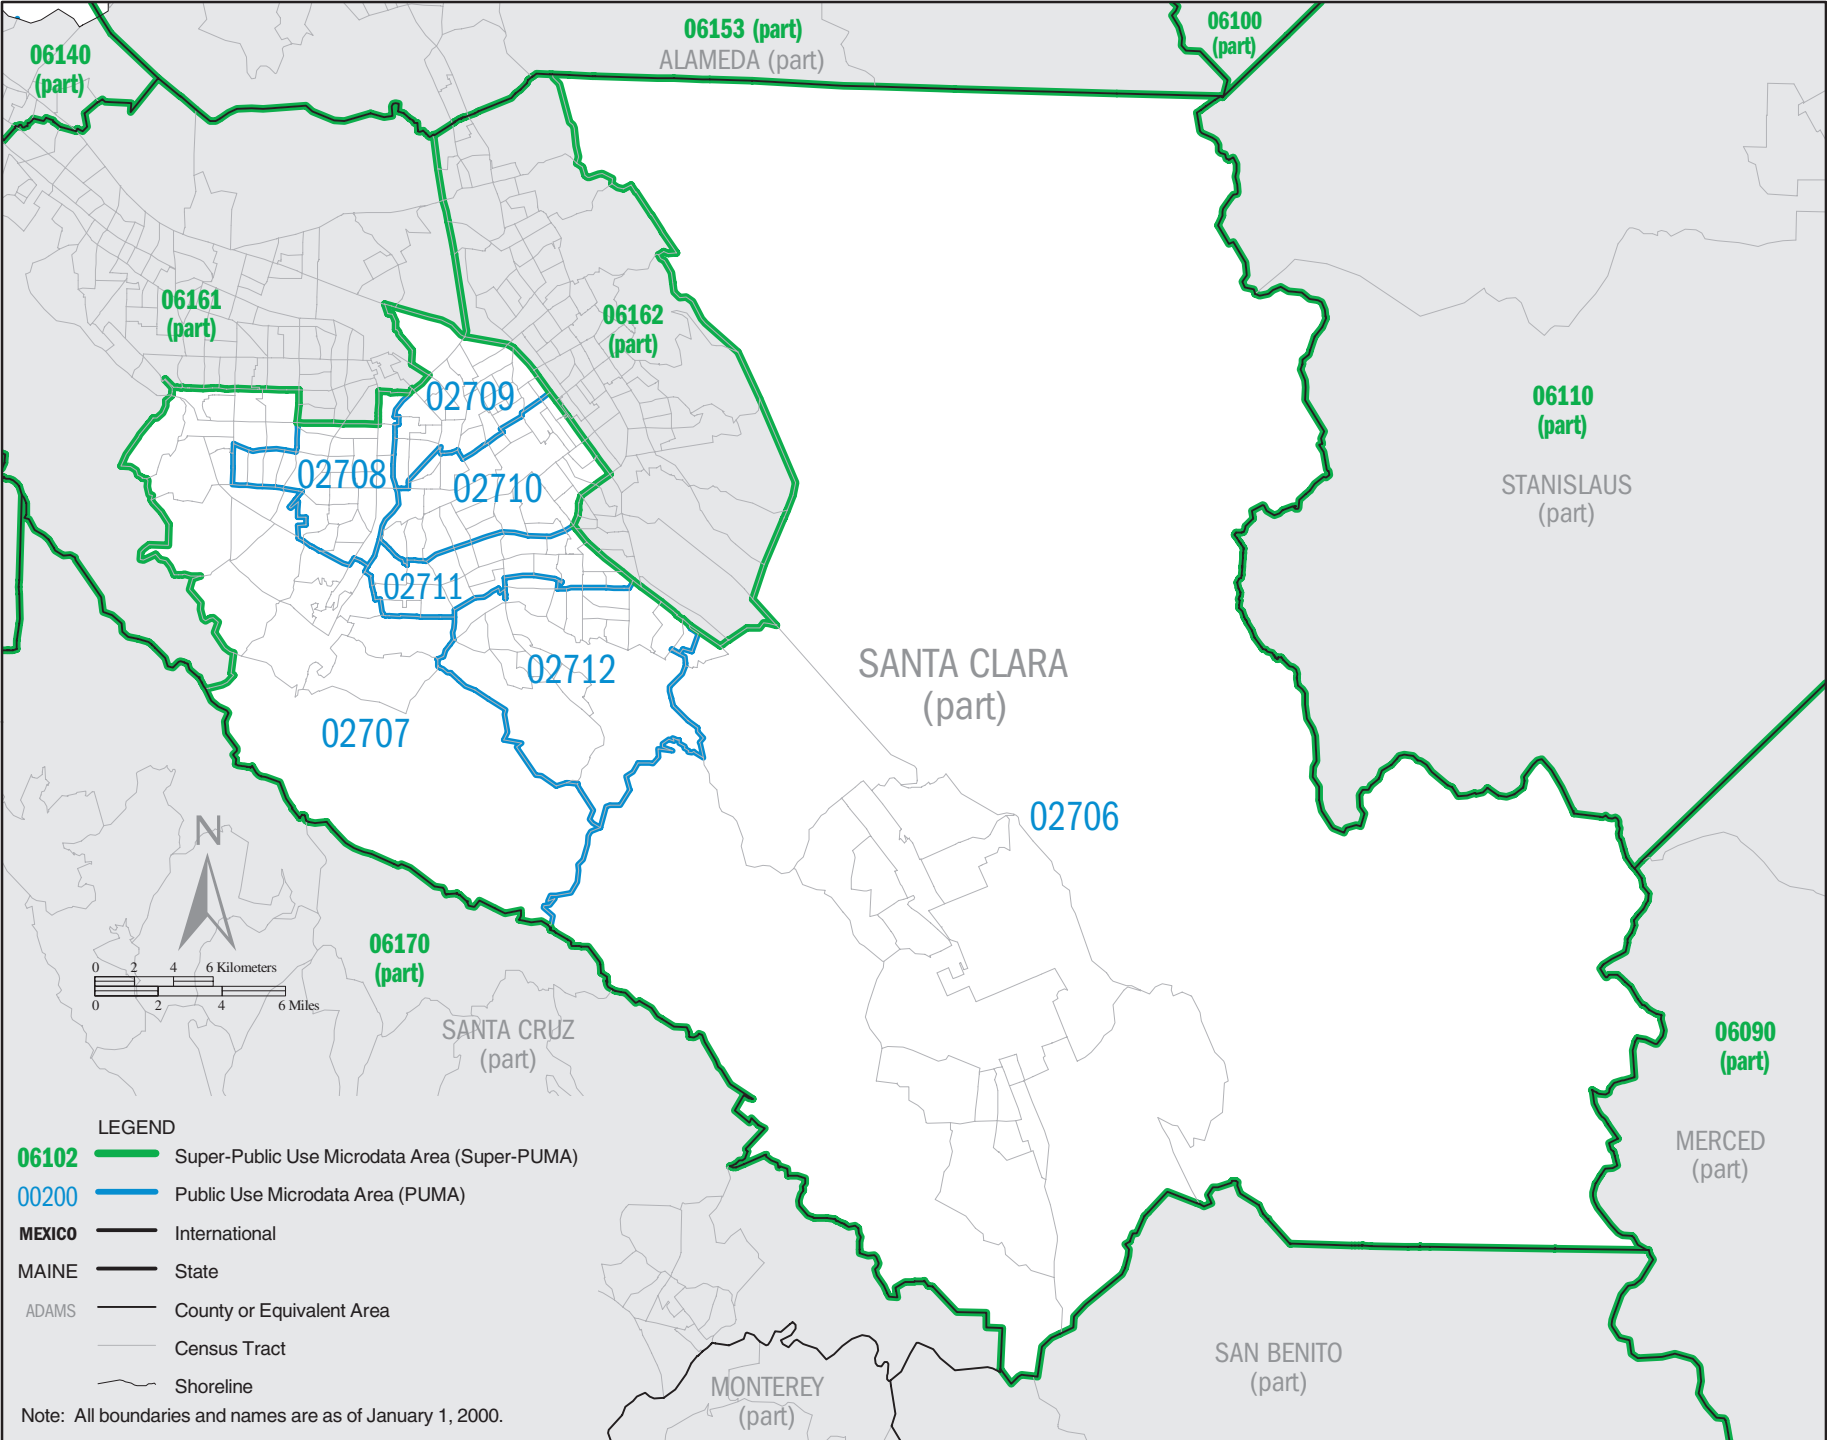 06153 (part)
ALAMEDA (part)
06100
(part)
06140
(part)
06161
(part)
06162
(part)
02709
06110
(part)
02708
02710
STANISLAUS
(part)
02711
SANTA CLARA
(part)
02712
02707
02706
N
06170
(part)
0 2 4 6 Kilometers
0 2 4 6 Miles
SANTA CRUZ
(part)
06090
(part)
MERCED
(part)
LEGEND
06102 Super-Public Use Microdata Area (Super-PUMA)
00200 Public Use Microdata Area (PUMA)
MEXICO International
MAINE State
ADAMS County or Equivalent Area
Census Tract
Shoreline
SAN BENITO
(part)
MONTEREY
(part)
Note: All boundaries and names are as of January 1, 2000.